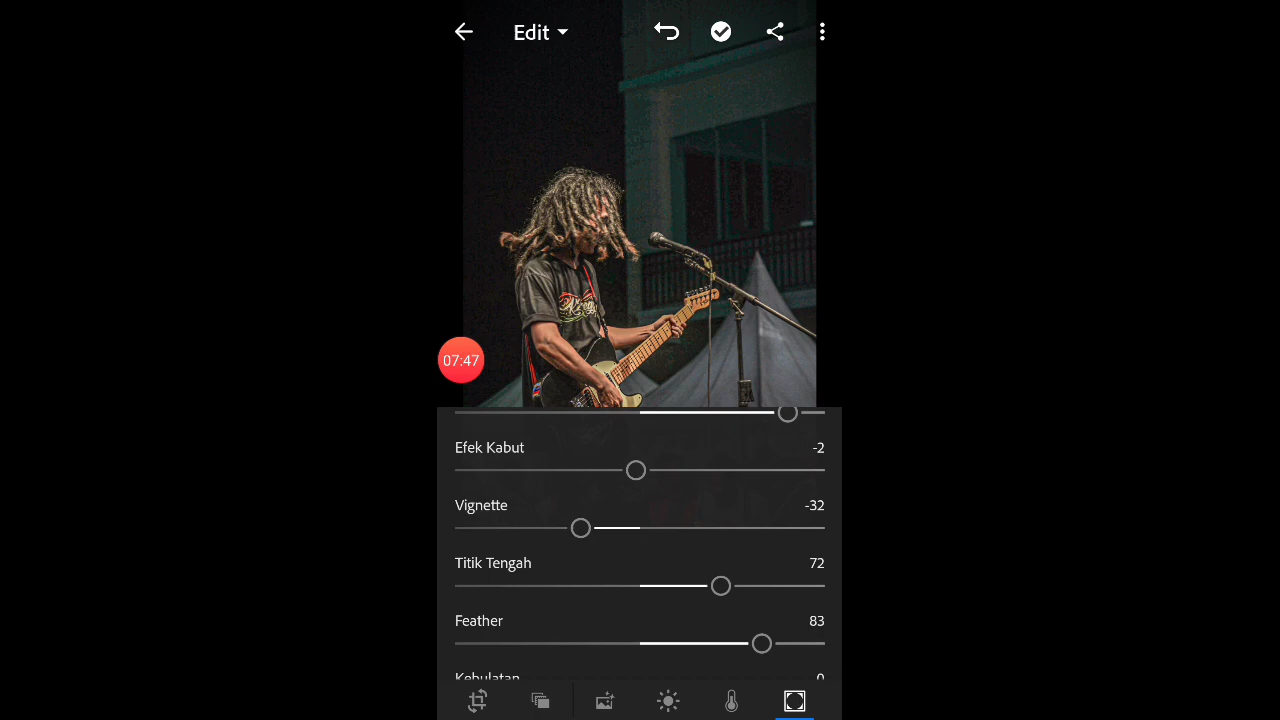 Edit
07:47
Efek Kabut -2
Vignette -32
Titik Tengah 72
Feather 83
Kebulatan 0